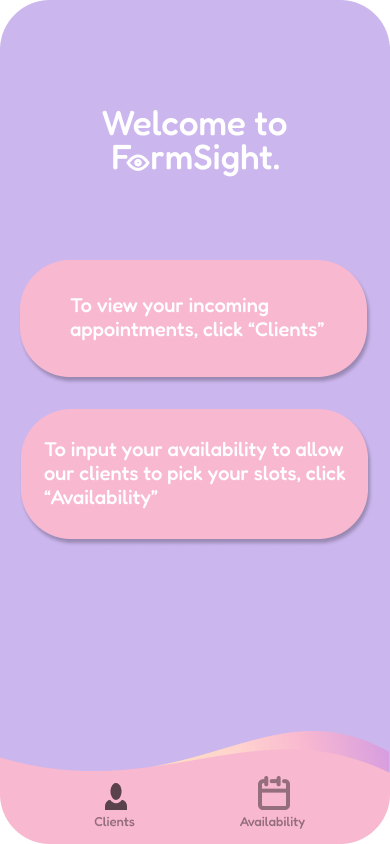 Welcome to
FormSight.
To view your incoming
appointments, click “Clients”
To input your availability to allow
our clients to pick your slots, click
“Availability”
Clients
Availability